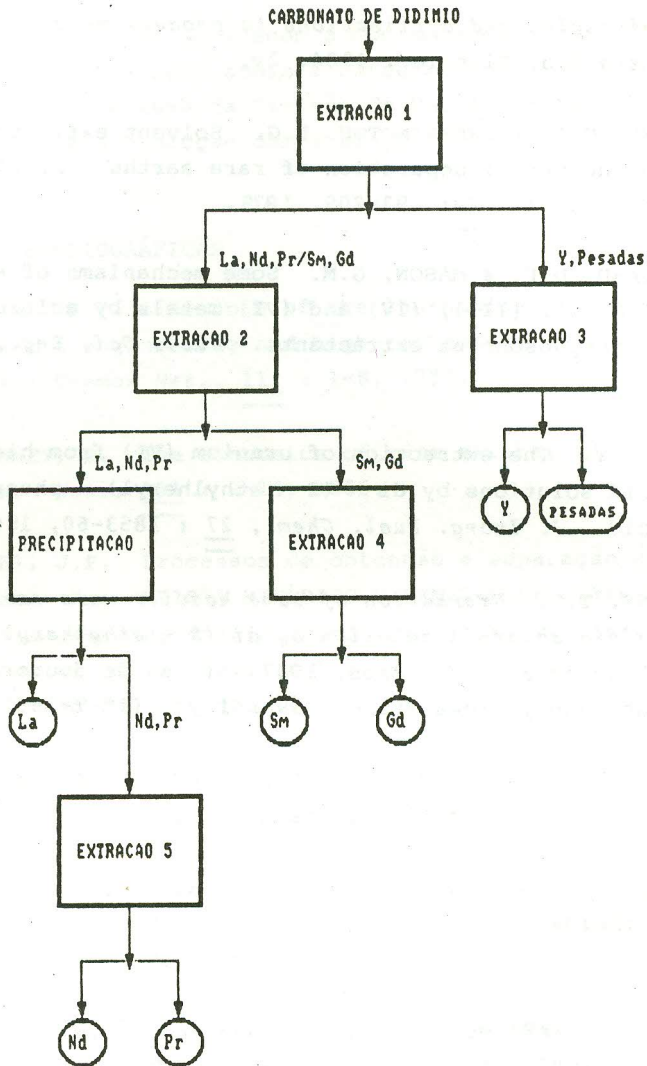 CARBONATO DE DIDIMIO
EXTRACAO 1
La,Nd,Pr/Sm,Gd
Y,Pesadas
EXTRACAO 2
EXTRACAO 3
La,Nd,Pr
Sm,Gd
Y
PESADAS
PRECIPITACAO
EXTRACAO 4
La
Nd,Pr
Sm
Gd
EXTRACAO 5
Nd
Pr